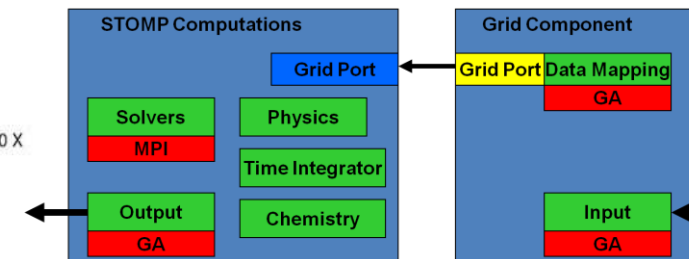 STOMP Computations
Grid Component
Grid Port
Grid Port
Data Mapping
GA
Solvers
MPI
Physics
0 X
Time Integrator
Output
GA
Chemistry
Input
GA